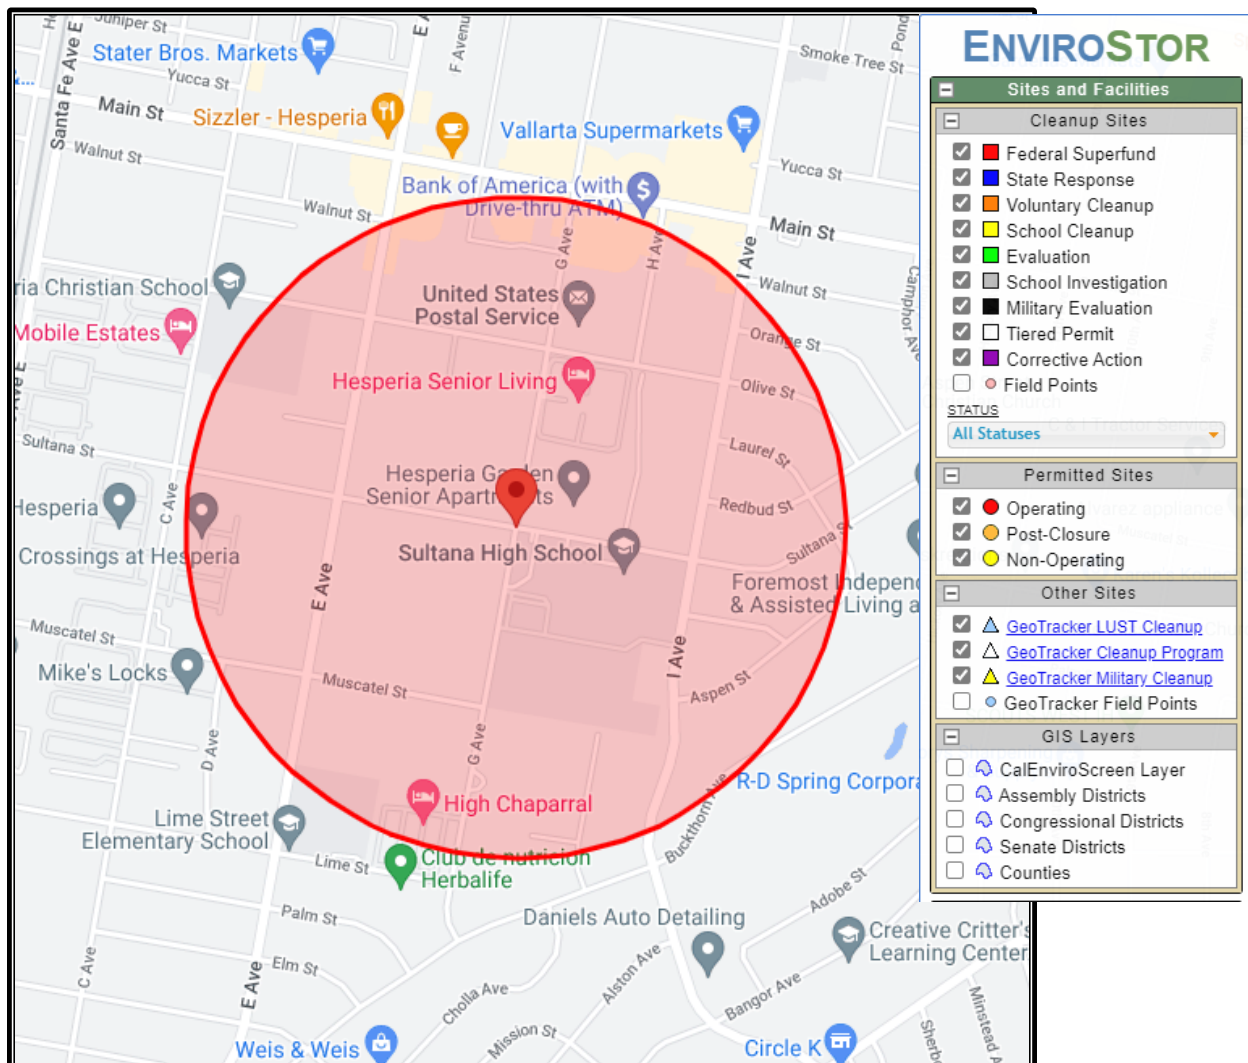 Juniper St
Stater Bros. Markets
E A
F Avenu
Pond
Smoke Tree St
Santa Fe Ave E
&...
Yucca St
Main St
Sizzler - Hesperia
Vallarta Supermarkets
Walnut St
Yucca St
Bank of America (with
Drive-thru ATM)
Walnut St
Main St
G Ave
H Ave
I Ave
ria Christian School
United States
Postal Service
Walnut St
Camphor Ave
Mobile Estates
Orange St
Hesperia Senior Living
Olive St
Ave E
Sultana St
Laurel St
Hesperia Garden
Senior Apartments
C Ave
Hesperia
Redbud St
Crossings at Hesperia
Sultana High School
Sultana St
E Ave
Foremost Independ
& Assisted Living a
Muscatel St
I Ave
Mike's Locks
Muscatel St
Aspen St
D Ave
G Ave
R-D Spring Corpora
High Chaparral
Lime Street
Elementary School
Buckthorn Ave
Lime St
Club de nutricion
Herbalife
Adobe St
Palm St
Daniels Auto Detailing
Creative Critter's
Learning Center
C Ave
E Ave
Elm St
Cholla Ave
Alston Ave
Bangor Ave
Minstead A
Mission St
Sherb
Weis & Weis
Circle K
ENVIROSTOR
Sites and Facilities
Cleanup Sites
Federal Superfund
State Response
Voluntary Cleanup
School Cleanup
Evaluation
School Investigation
Military Evaluation
Tiered Permit
Corrective Action
Field Points
STATUS
All Statuses
Permitted Sites
Operating
Post-Closure
Non-Operating
Other Sites
GeoTracker LUST Cleanup
GeoTracker Cleanup Program
GeoTracker Military Cleanup
GeoTracker Field Points
GIS Layers
CalEnviroScreen Layer
Assembly Districts
Congressional Districts
Senate Districts
Counties